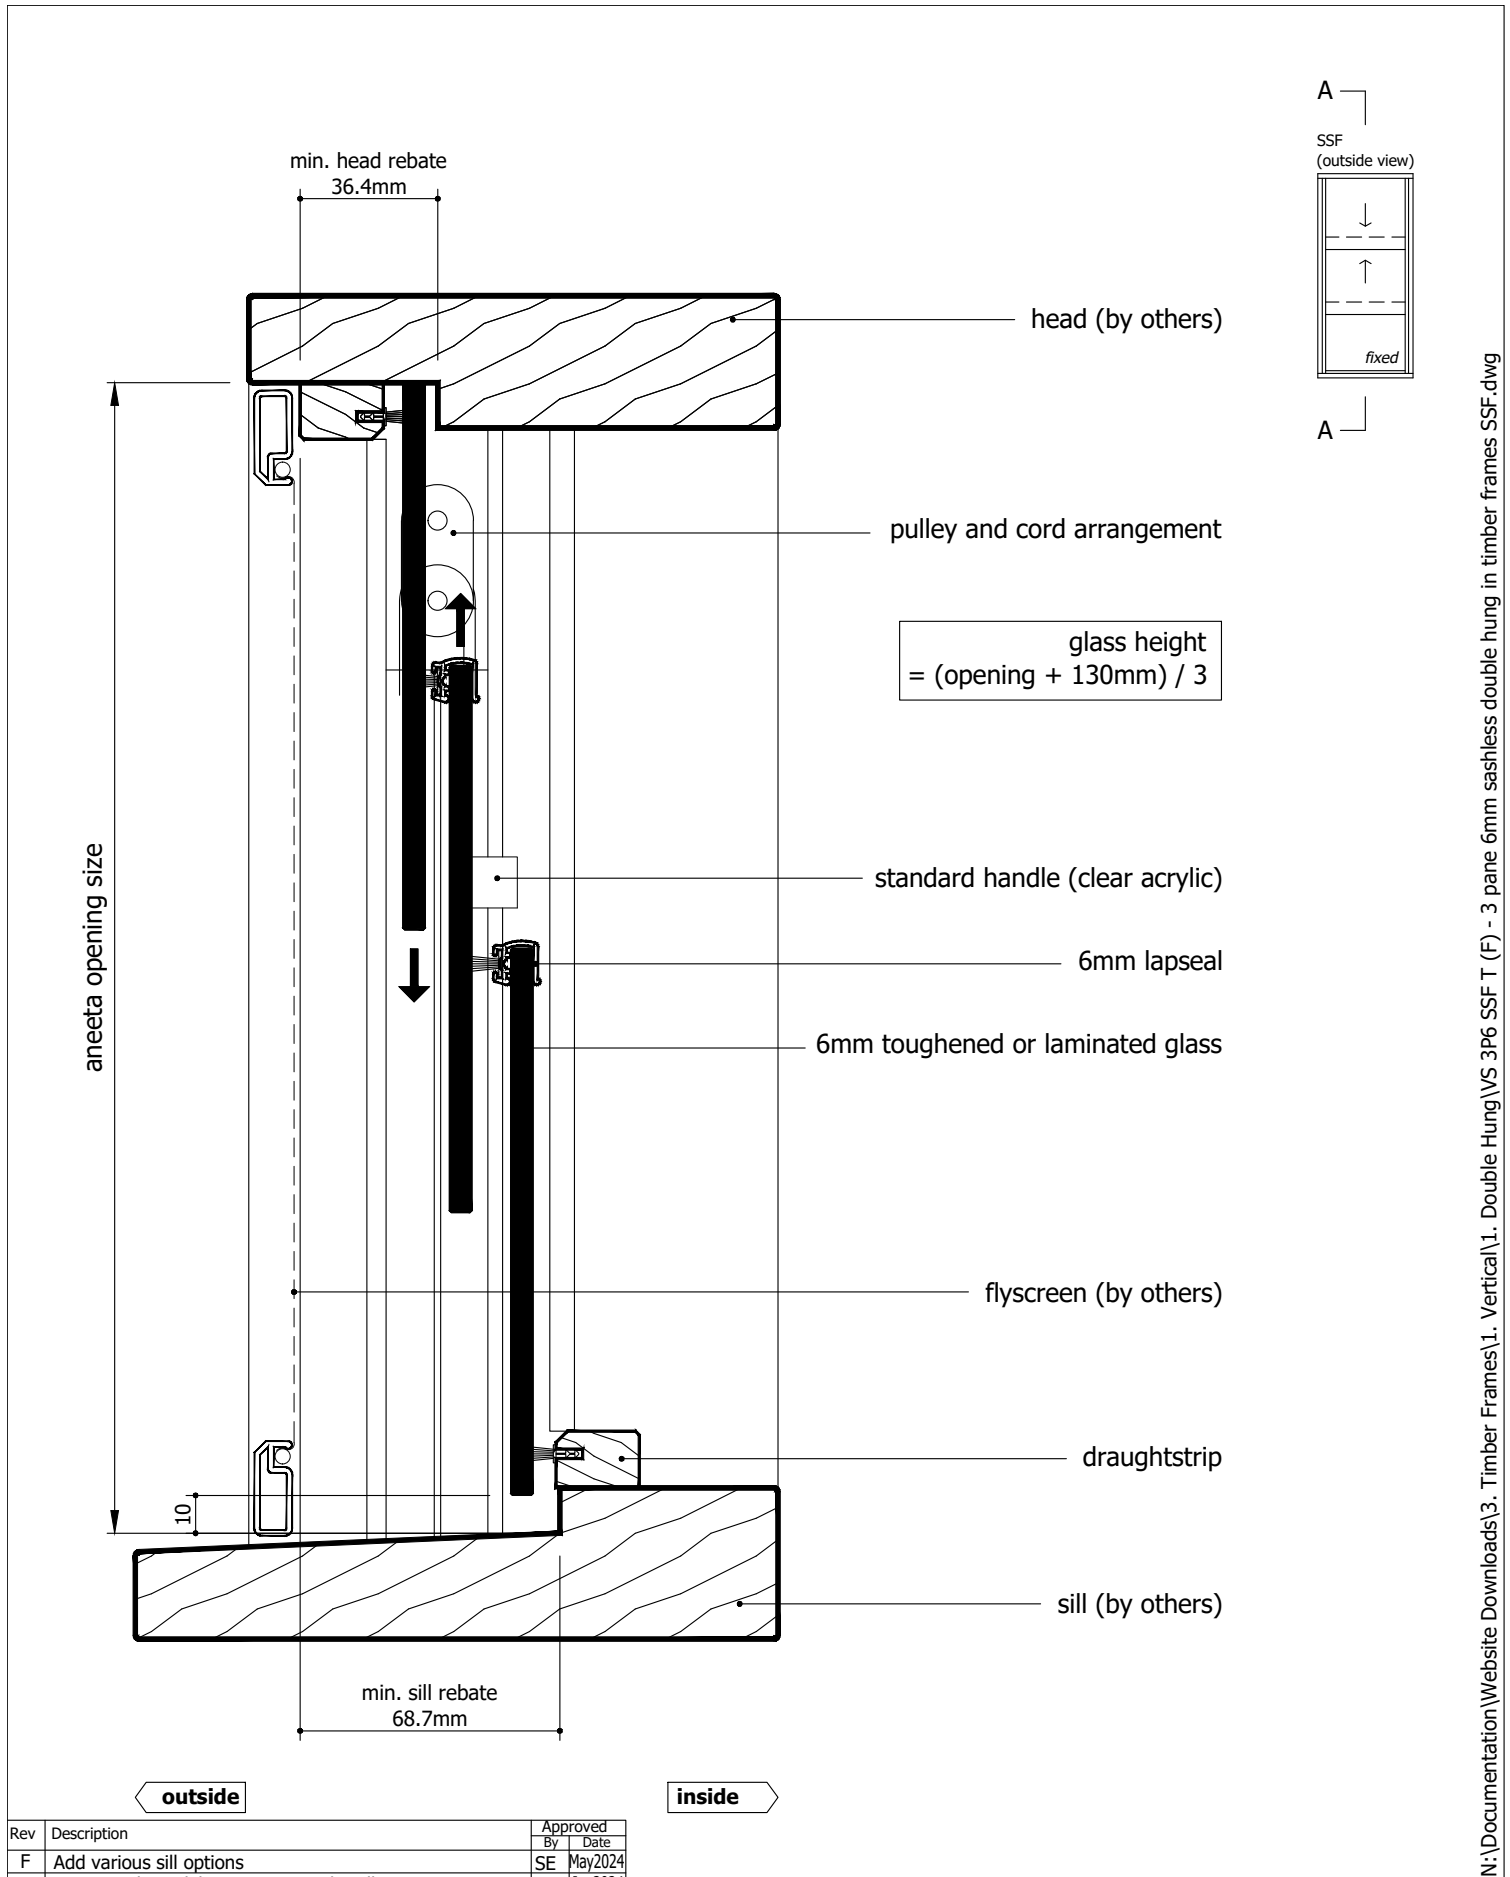 A
SSF
(outside view)
fixed
A
min. head rebate
36.4mm
head (by others)
pulley and cord arrangement
glass height
= (opening + 130mm) / 3
standard handle (clear acrylic)
6mm lapseal
6mm toughened or laminated glass
aneeta opening size
flyscreen (by others)
draughtstrip
10
sill (by others)
min. sill rebate
68.7mm
outside
inside
Rev Description Approved
By Date
F Add various sill options SE May2024
N:\Documentation\Website Downloads\3. Timber Frames\1. Vertical\1. Double Hung\VS 3P6 SSF T (F) - 3 pane 6mm sashless double hung in timber frames SSF.dwg